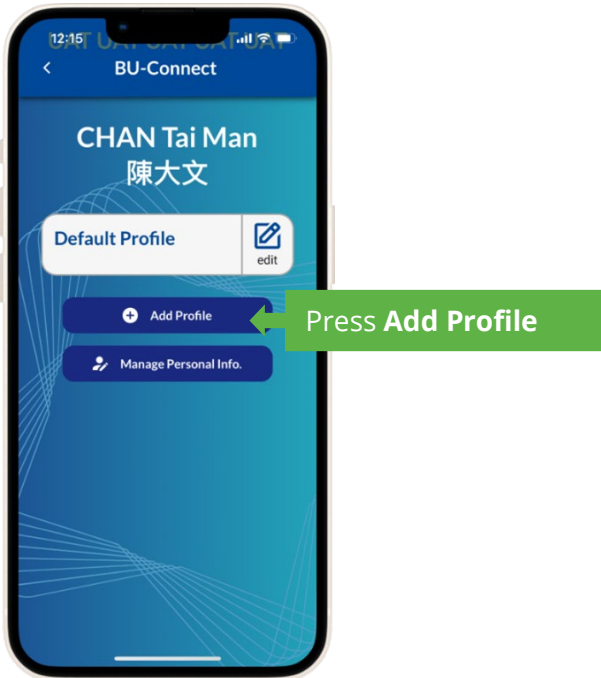 12:15
UAT UAT UAT UAT UAT
BU-Connect
CHAN Tai Man
陳大文
Default Profile
edit
Add Profile
Press Add Profile
Manage Personal Info.